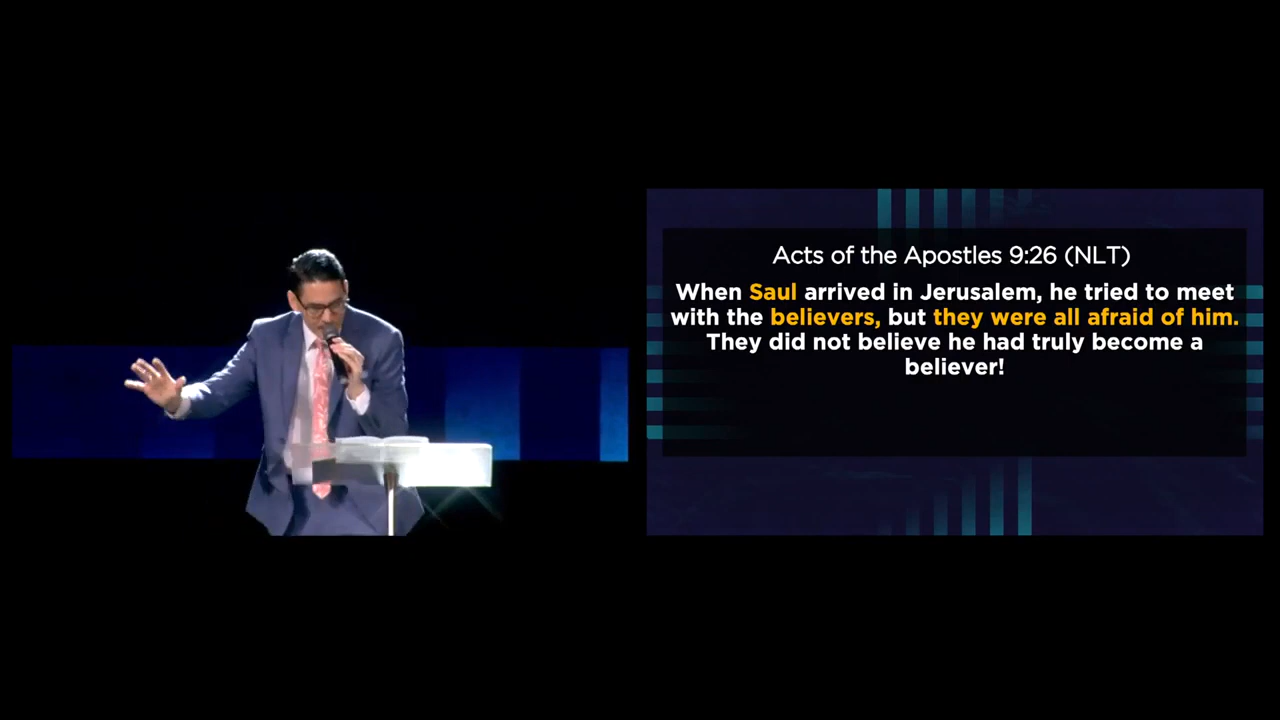 Acts of the Apostles 9:26 (NLT)
When Saul arrived in Jerusalem, he tried to meet
with the believers, but they were all afraid of him.
They did not believe he had truly become a
believer!